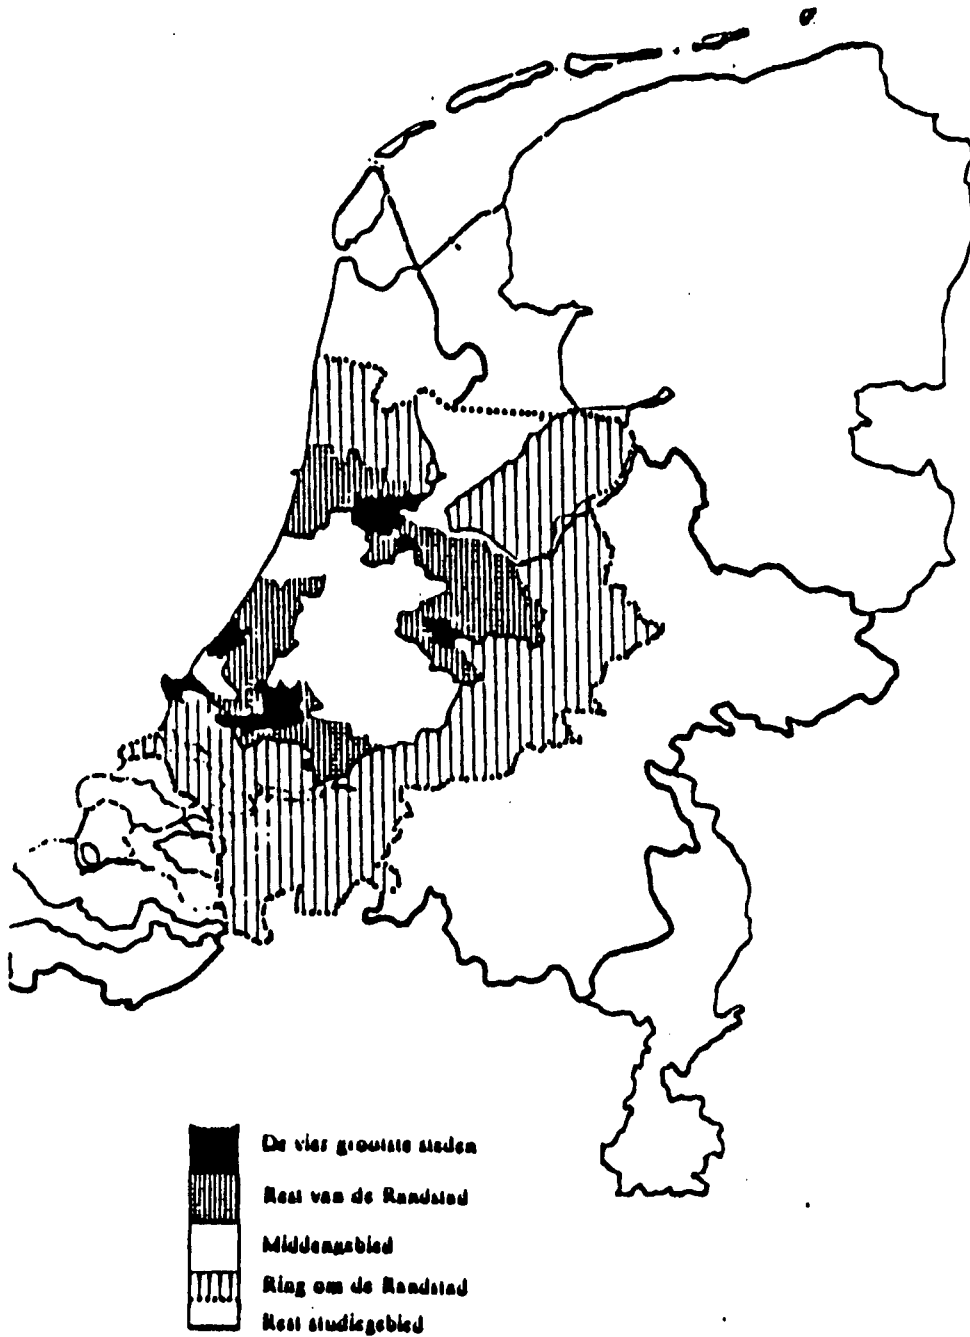 De vier grootste steden
Rest van de Randstad
Middengebied
Ring om de Randstad
Rest studiegebied